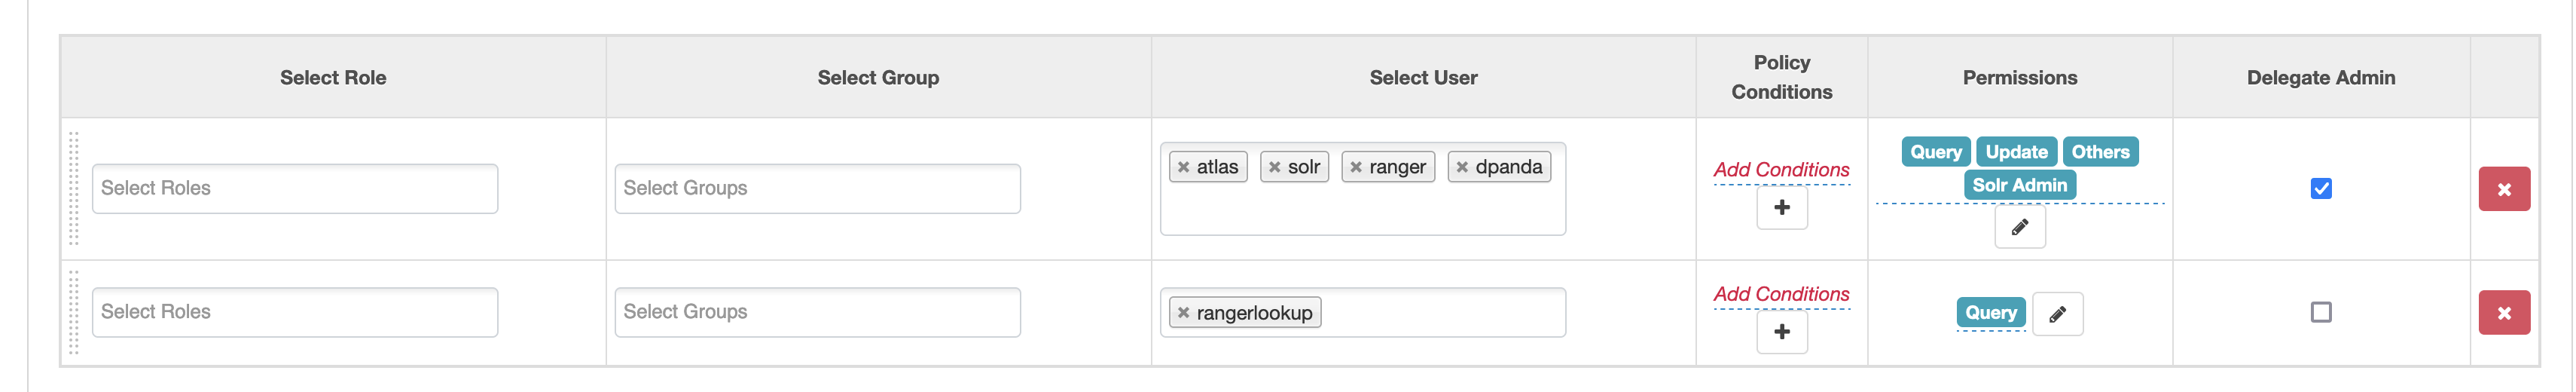 Select Role Select Group Select User Policy Conditions Permissions Delegate Admin
Select Roles
Select Groups
× atlas × solr × ranger × dpanda
Add Conditions
+
Query Update Others
Solr Admin
Select Roles
Select Groups
× rangerlookup
Add Conditions
+
Query